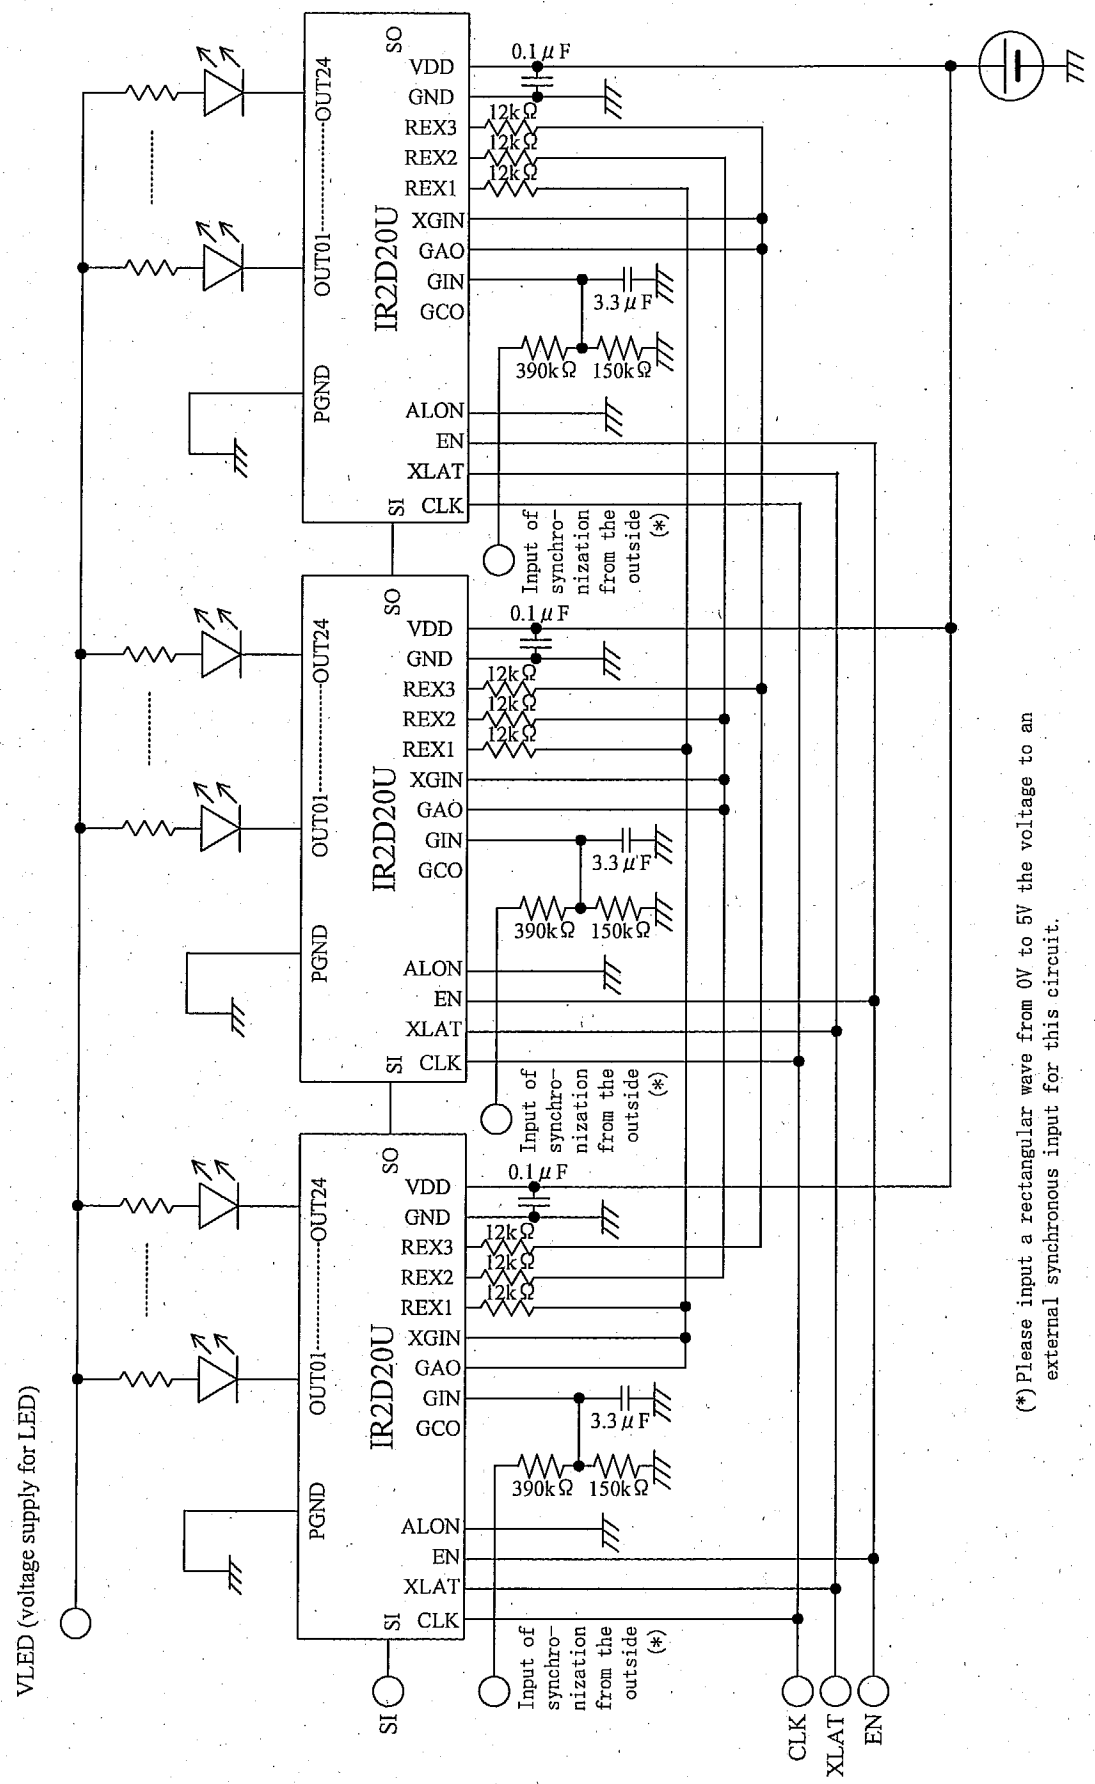 VLED (voltage supply for LED)
SO
VDD
0.1μF
GND
REX3
12kΩ
REX2
12kΩ
REX1
12kΩ
XGIN
GAO
GIN
3.3μF
GCO
390kΩ
150kΩ
ALON
EN
XLAT
CLK
SI
OUT01
OUT24
PGND
IR2D20U
Input of
synchro-
nization
from the
outside
(*)
SO
VDD
0.1μF
GND
REX3
12kΩ
REX2
12kΩ
REX1
12kΩ
XGIN
GAO
GIN
3.3μF
GCO
390kΩ
150kΩ
ALON
EN
XLAT
CLK
SI
OUT01
OUT24
PGND
IR2D20U
Input of
synchro-
nization
from the
outside
(*)
SO
VDD
0.1μF
GND
REX3
12kΩ
REX2
12kΩ
REX1
12kΩ
XGIN
GAO
GIN
3.3μF
GCO
390kΩ
150kΩ
ALON
EN
XLAT
CLK
SI
OUT01
OUT24
PGND
IR2D20U
Input of
synchro-
nization
from the
outside
(*)
SI
CLK
XLAT
EN
(*)Please input a rectangular wave from 0V to 5V the voltage to an
external synchronous input for this circuit.